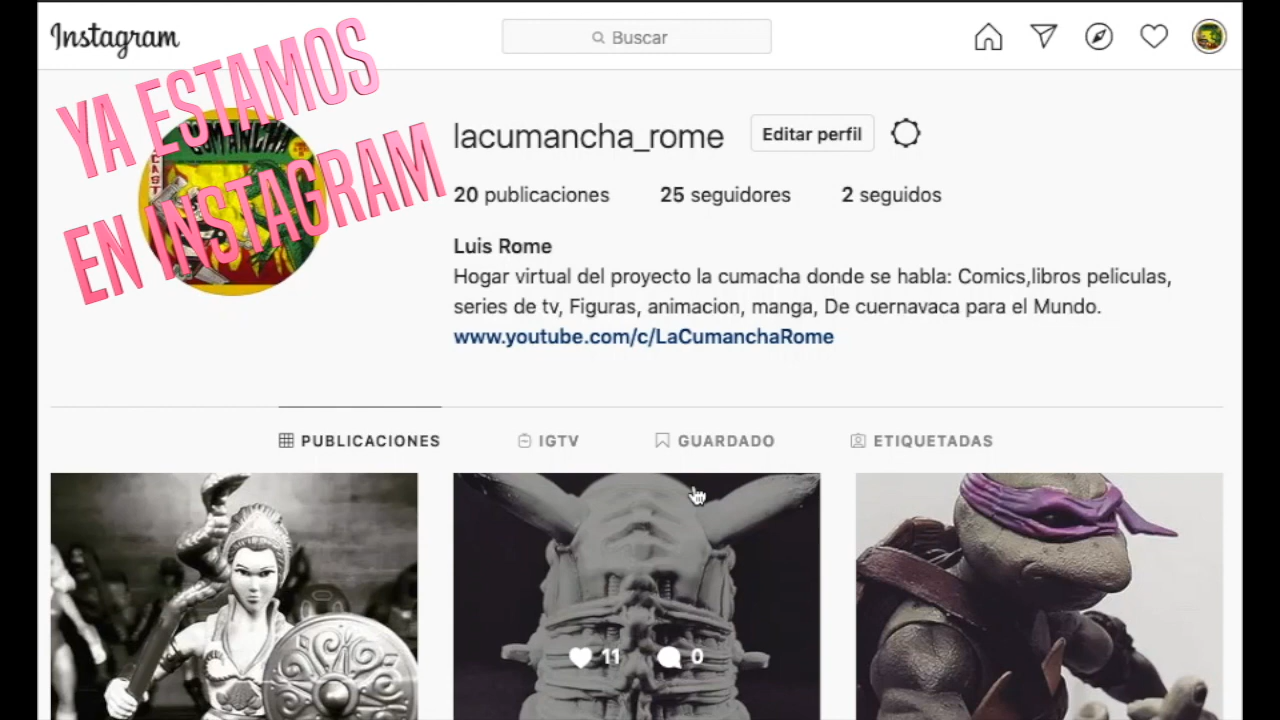 Instagram
Buscar
YA ESTAMOS
EN INSTAGRAM
CUMANCHA
CAST
lacumancha_rome
Editar perfil
20 publicaciones
25 seguidores
2 seguidos
Luis Rome
Hogar virtual del proyecto la cumacha donde se habla: Comics,libros peliculas,
series de tv, Figuras, animacion, manga, De cuernavaca para el Mundo.
www.youtube.com/c/LaCumanchaRome
PUBLICACIONES
IGTV
GUARDADO
ETIQUETADAS
11
0